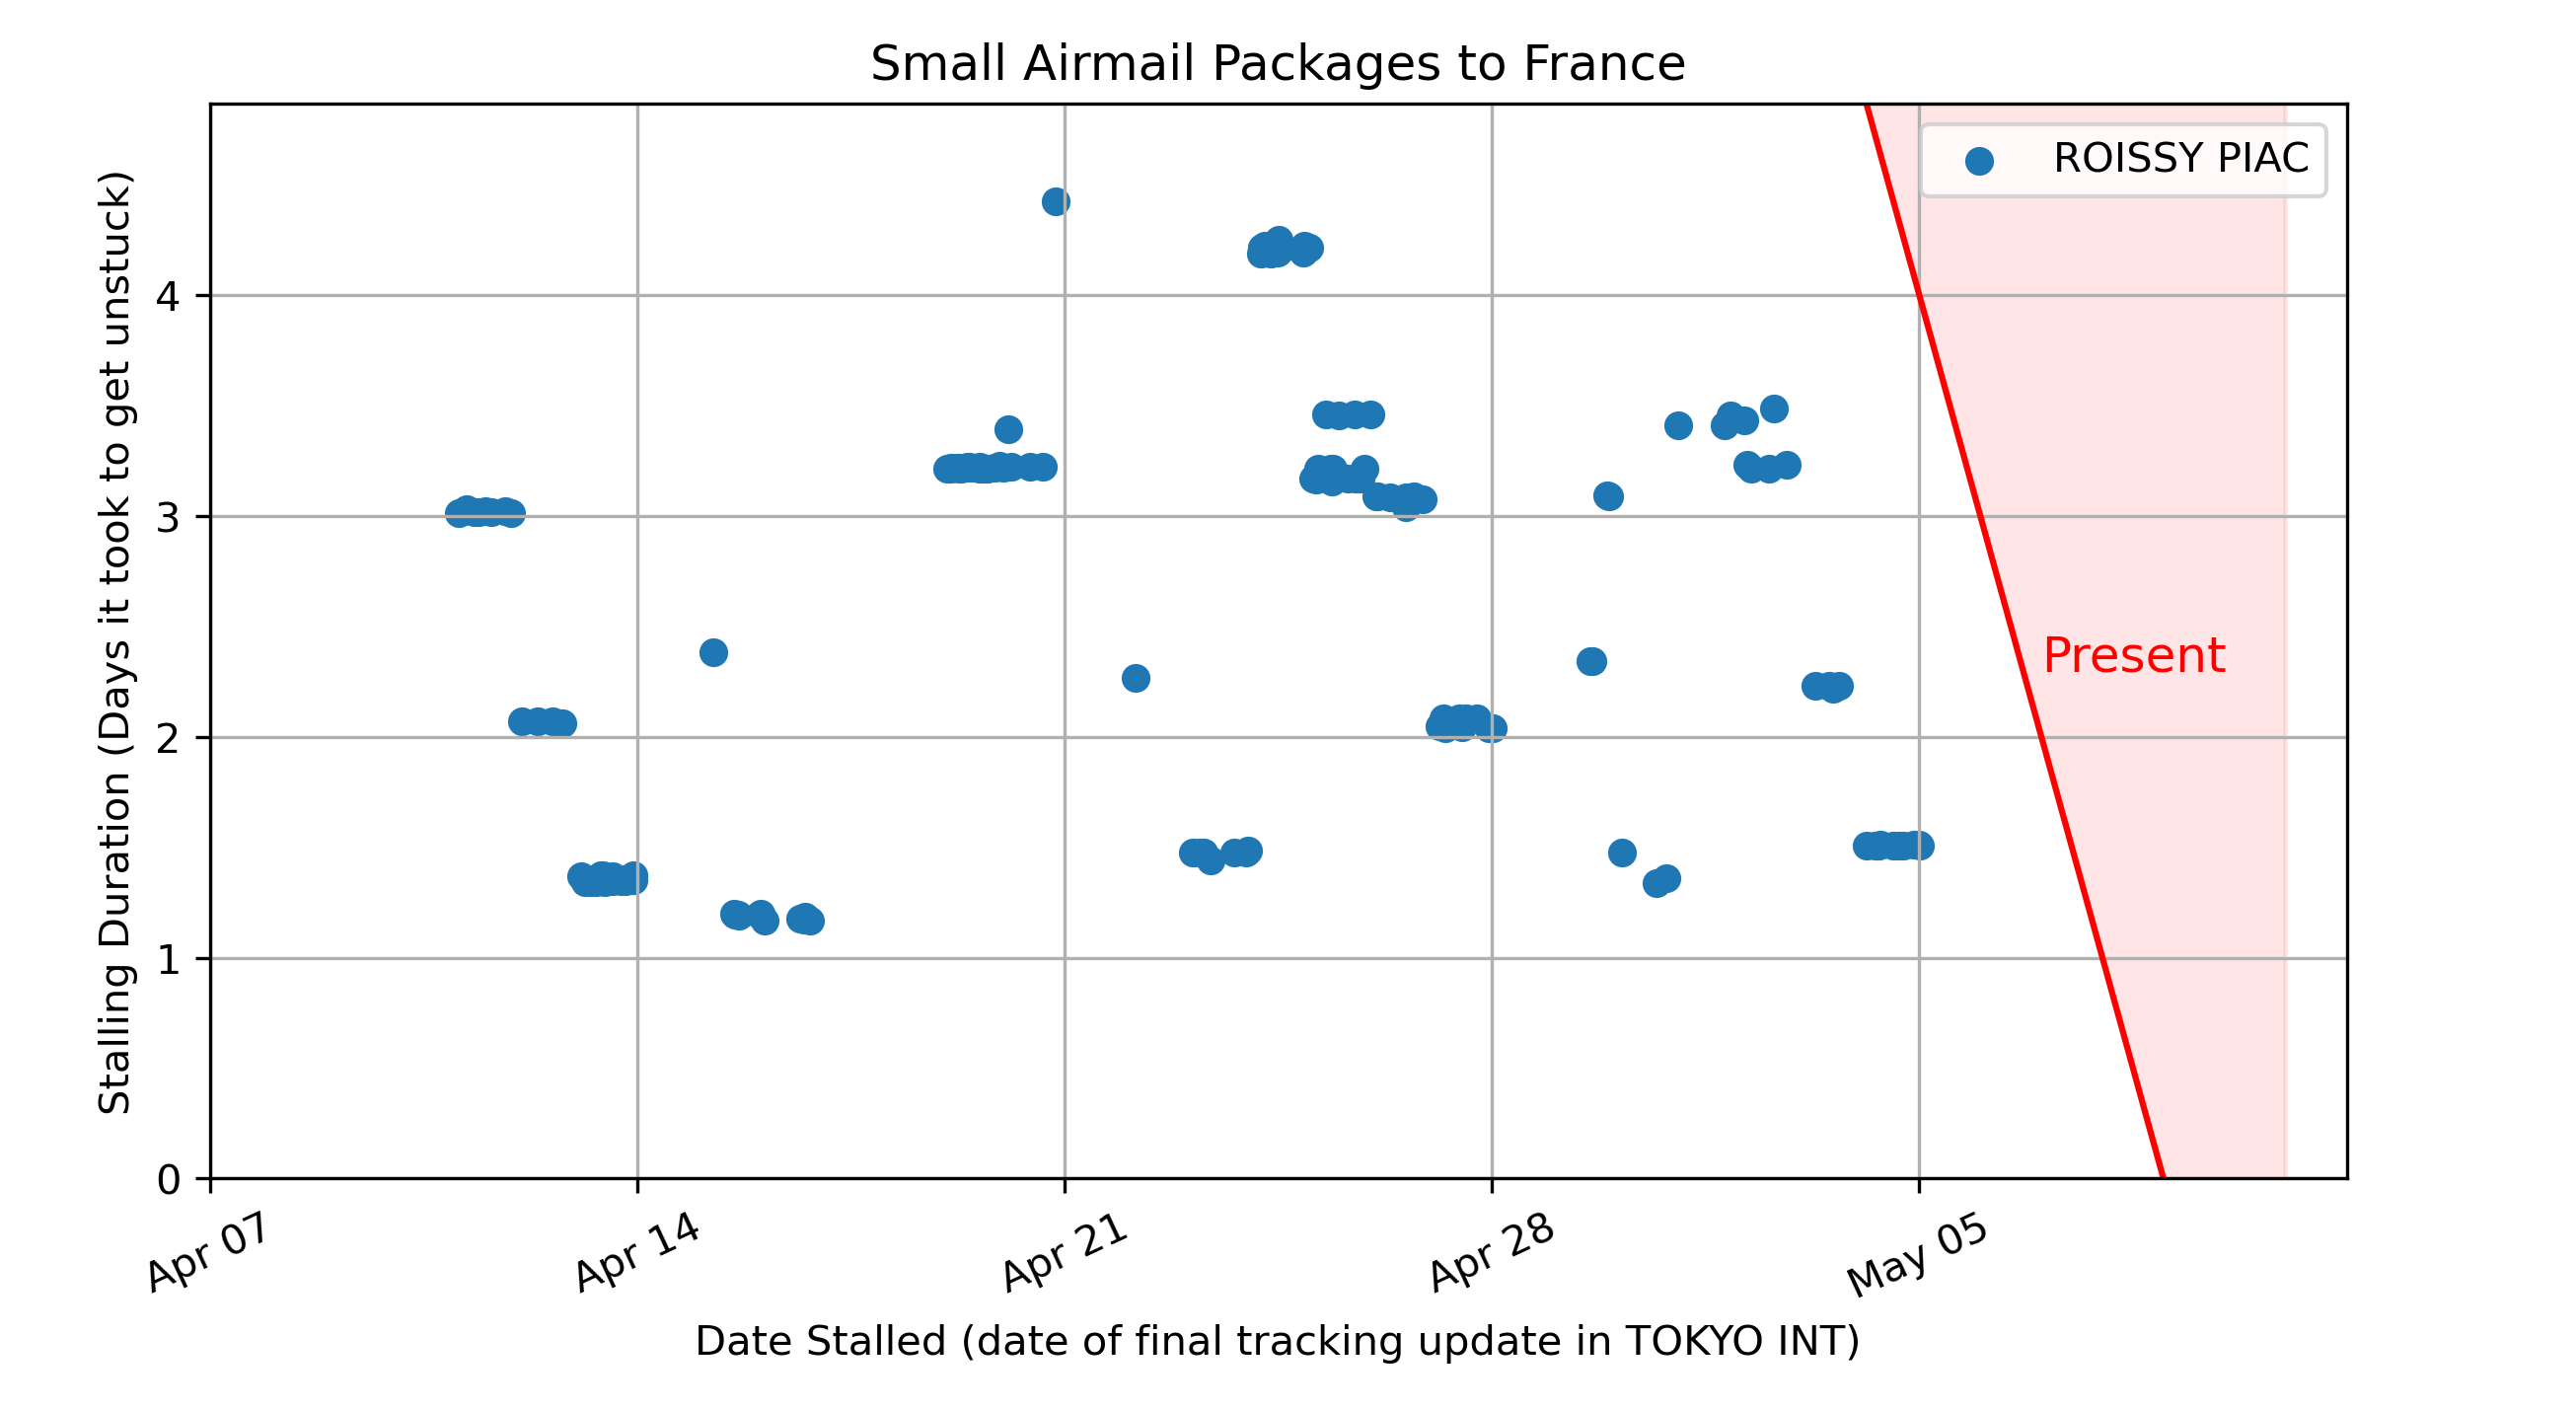 Small Airmail Packages to France
Stalling Duration (Days it took to get unstuck)
4
3
2
1
0
ROISSY PIAC
Present
Apr 07
Apr 14
Apr 21
Apr 28
May 05
Date Stalled (date of final tracking update in TOKYO INT)